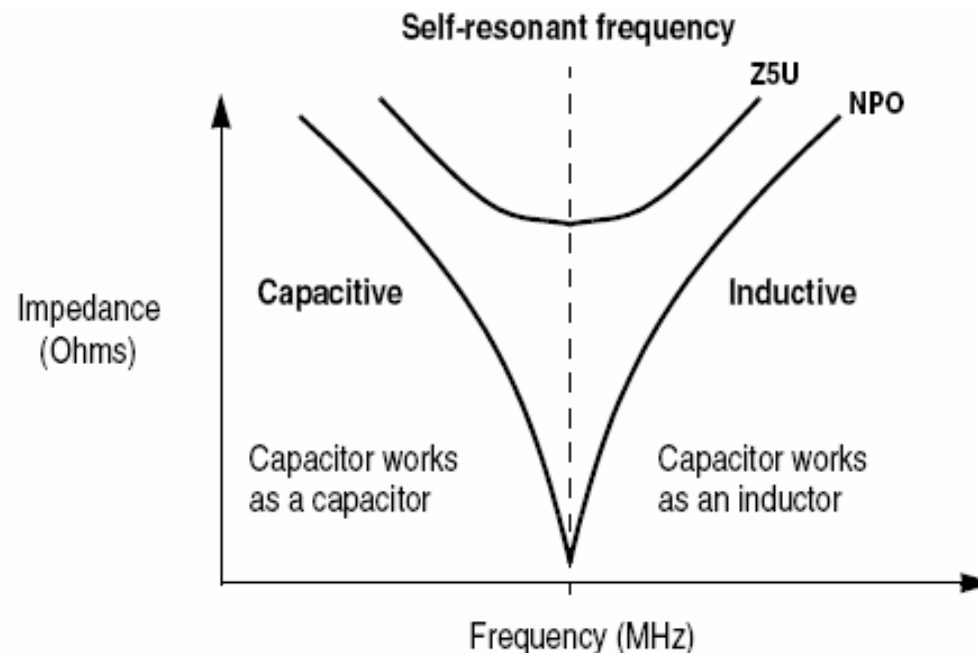 Self-resonant frequency
Z5U
NPO
Capacitive
Inductive
Impedance
(Ohms)
Capacitor works
as a capacitor
Capacitor works
as an inductor
Frequency (MHz)